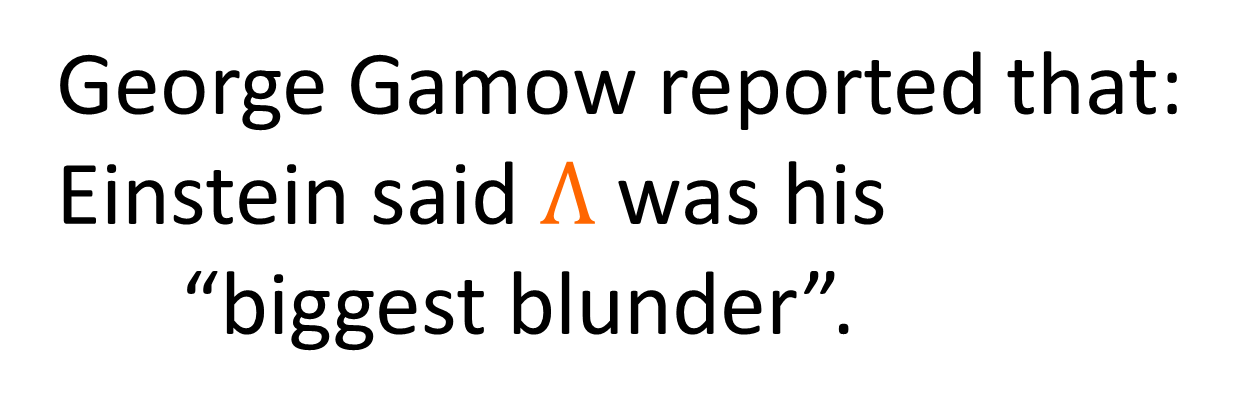 George Gamow reported that:
Einstein said Λ was his
“biggest blunder”.